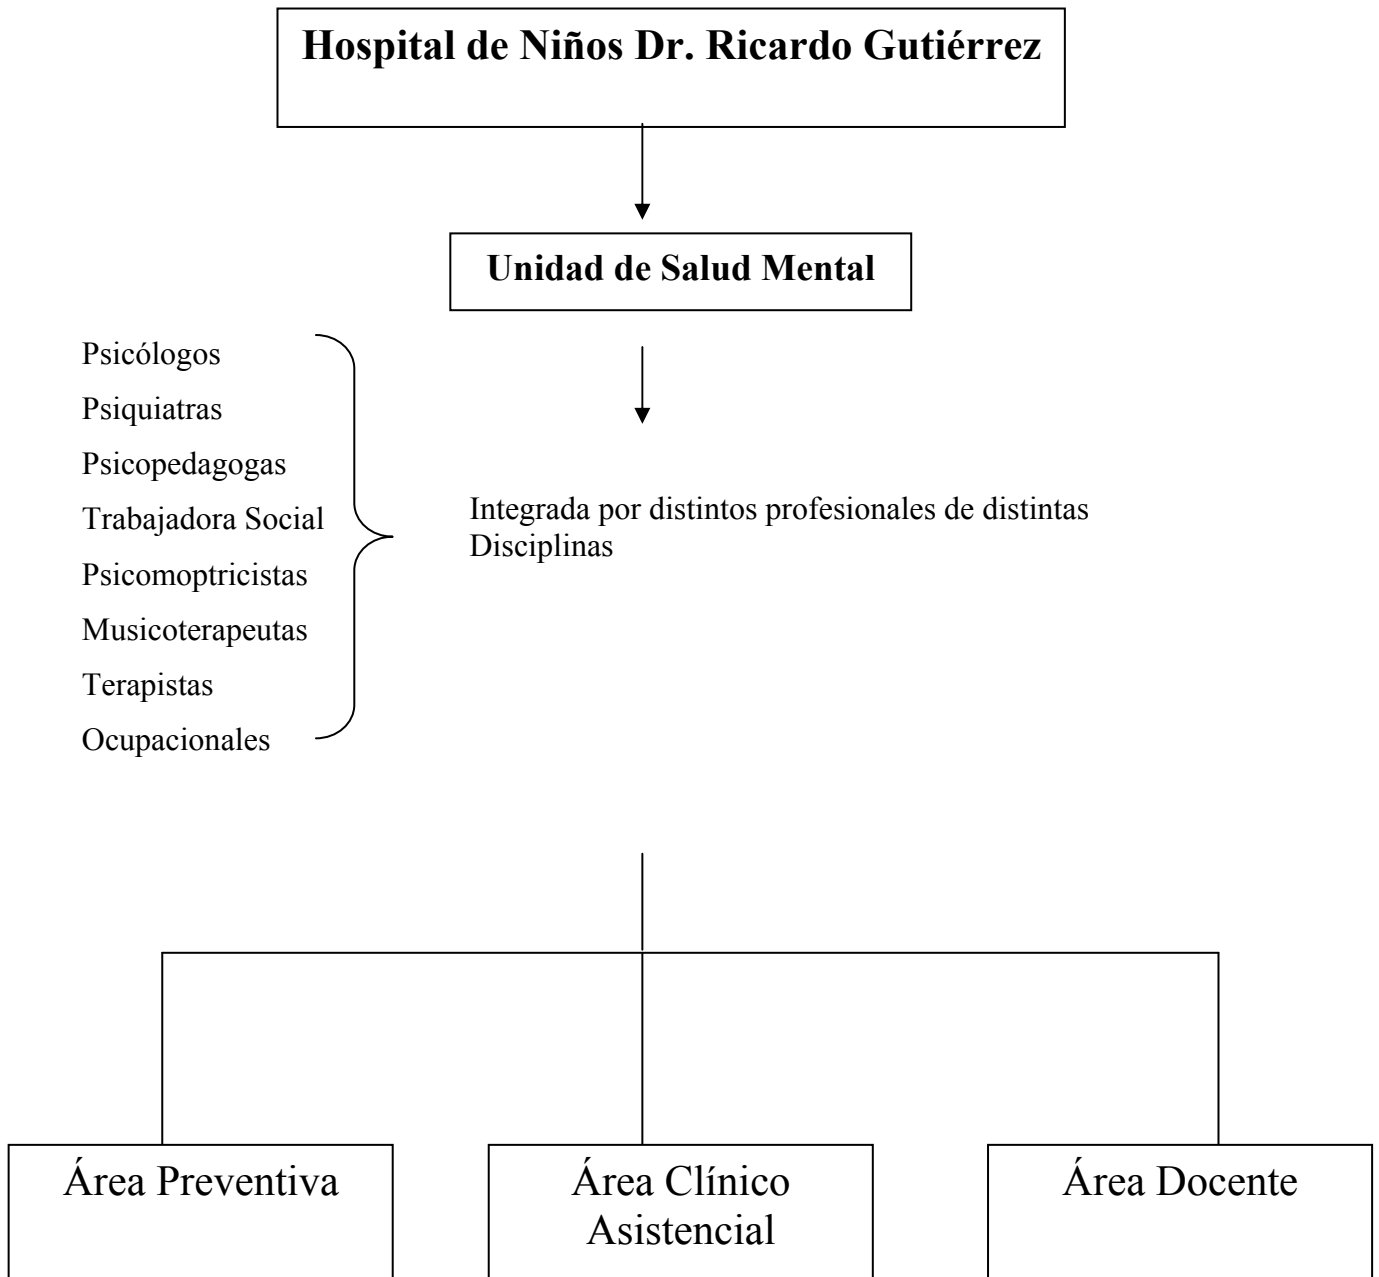 Hospital de Niños Dr. Ricardo Gutiérrez
Unidad de Salud Mental
Psicólogos
Psiquiatras
Psicopedagogas
Trabajadora Social
Psicomoptricistas
Musicoterapeutas
Terapistas
Ocupacionales
Integrada por distintos profesionales de distintas
Disciplinas
Área Preventiva
Área Clínico
Asistencial
Área Docente